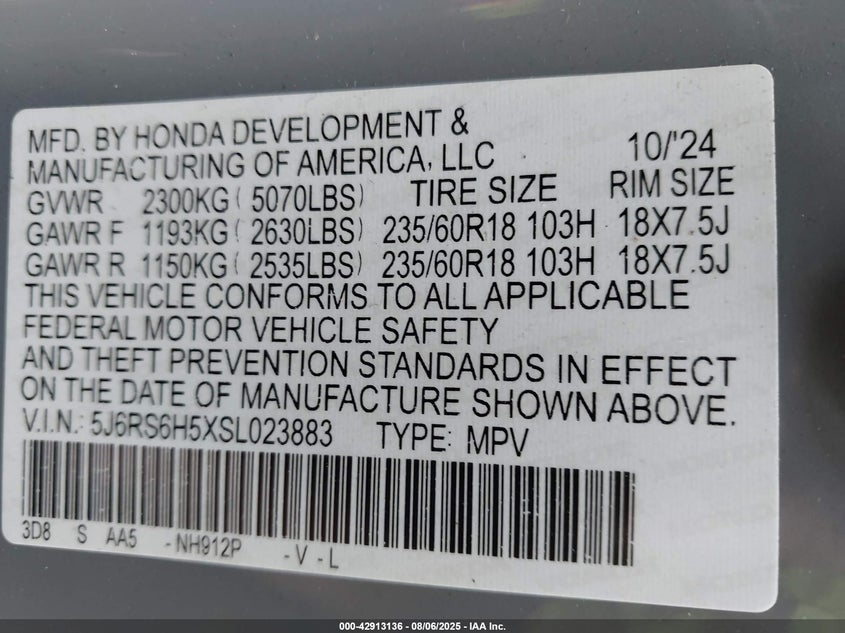 MFD. BY HONDA DEVELOPMENT &
MANUFACTURING OF AMERICA, LLC 10/'24
GVWR 2300KG ( 5070LBS) TIRE SIZE RIM SIZE
GAWR F 1193KG ( 2630LBS) 235/60R18 103H 18X7.5J
GAWR R 1150KG ( 2535LBS) 235/60R18 103H 18X7.5J
THIS VEHICLE CONFORMS TO ALL APPLICABLE
FEDERAL MOTOR VEHICLE SAFETY
AND THEFT PREVENTION STANDARDS IN EFFECT
ON THE DATE OF MANUFACTURE SHOWN ABOVE.
V.I.N.: 5J6RS6H5XSL023883 TYPE: MPV
3D8 S AA5 - NH912P - V - L
000-42913136 - 08/06/2025 - IAA Inc.